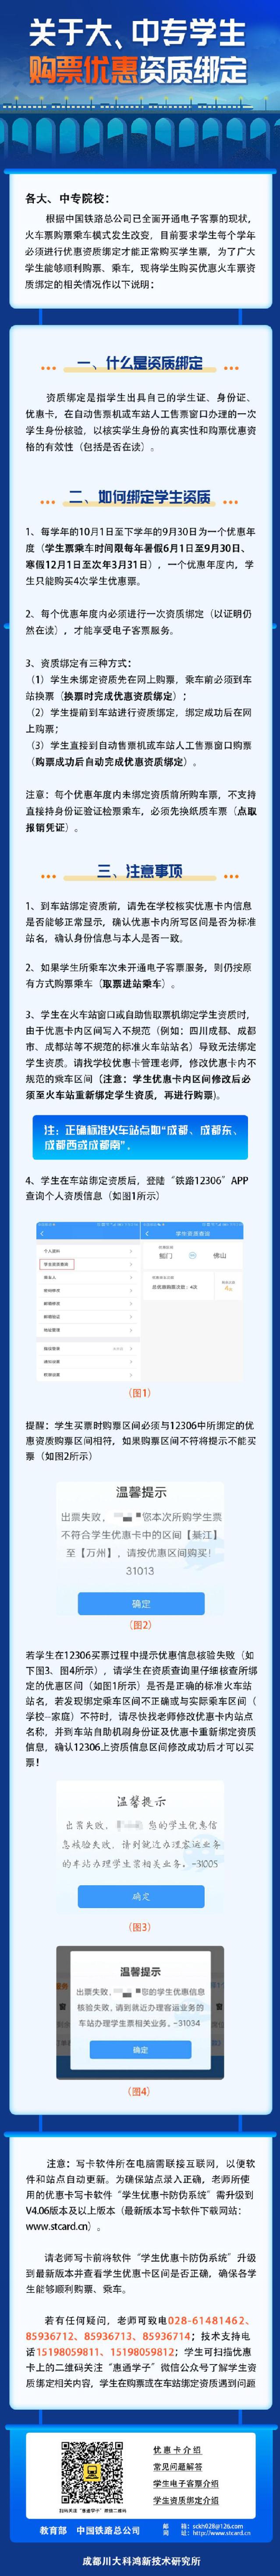 关于大、中专学生
购票优惠资质绑定
各大、中专院校：
根据中国铁路总公司已全面开通电子客票的现状，
火车票购票乘车模式发生改变，目前要求学生每个学年
必须进行优惠资质绑定才能正常购买学生票，为了广大
学生能够顺利购票、乘车，现将学生购买优惠火车票资
质绑定的相关情况作以下说明：
一、什么是资质绑定
资质绑定是指学生出具自己的学生证、身份证、
优惠卡，在自动售票机或车站人工售票窗口办理的一次
学生身份核验，以核实学生身份的真实性和购票优惠资
格的有效性（包括是否在读）。
二、如何绑定学生资质
1、每学年的10月1日至下学年的9月30日为一个优惠年
度（学生票乘车时间限每年暑假6月1日至9月30日、
寒假12月1日至次年3月31日），一个优惠年度内，学
生只能购买4次学生优惠票。
2、每个优惠年度内必须进行一次资质绑定（以证明仍
然在读），才能享受电子客票服务。
3、资质绑定有三种方式：
（1）学生未绑定资质先在网上购票，乘车前必须到车
站换票（换票时完成优惠资质绑定）；
（2）学生提前到车站进行资质绑定，绑定成功后在网
上购票；
（3）学生直接到自动售票机或车站人工售票窗口购票
（购票成功后自动完成优惠资质绑定）。
注意：每个优惠年度内未绑定资质前所购车票，不支持
直接持身份证验证检票乘车，必须先换纸质车票（点取
报销凭证）。
三、注意事项
1、到车站绑定资质前，请先在学校核实优惠卡内信息
是否能够正常显示，确认优惠卡内所写区间是否为标准
站名，确认身份信息与本人是否一致。
2、如果学生所乘车次未开通电子客票服务，则仍按原
有方式购票乘车（取票进站乘车）。
3、学生在火车站窗口或自助售取票机绑定学生资质时，
由于优惠卡内区间写入不规范（例如：四川成都、成都
市、成都站等不规范的标准火车站站名）导致无法绑定
学生资质。请找学校优惠卡管理老师，修改优惠卡内不
规范的乘车区间（注意：学生优惠卡内区间修改后必
须至火车站重新绑定学生资质，再进行购票）。
注：正确标准火车站点如“成都、成都东、
成都西或成都南”．
4、学生在车站绑定资质后，登陆“铁路12306”APP
查询个人资质信息（如图1所示）
学生资质查询
（图1）
提醒：学生买票时购票区间必须与12306中所绑定的优
惠资质购票区间相符，如果购票区间不符将提示不能买
票（如图2所示）
温馨提示
出票失败，您本次所购学生票
不符合学生优惠卡中的区间【綦江】
至【万州】，请按优惠区间购买！
31013
确定
（图2）
若学生在12306买票过程中提示优惠信息核验失败（如
下图3、图4所示），请学生在资质查询里仔细核查所绑
定的优惠区间（如图1所示）是否是正确的标准火车站
站名，若发现绑定乘车区间不正确或与实际乘车区间（
学校--家庭）不符时，请尽快找老师修改优惠卡内站点
名称，并到车站自助机刷身份证及优惠卡重新绑定资质
信息，确认12306上资质信息区间修改成功后才可以买
票！
温馨提示
出票失败，您的学生优惠信
息核验失败，请到就近办理客运业务
的车站办理学生票相关业务。-31005
确定
（图3）
温馨提示
出票失败、您的学生优惠信息
核验失败，请到就近办理客运业务的
车站办理学生票相关业务。-31034
确定
（图4）
注意：写卡软件所在电脑需联接互联网，以便软
件和站点自动更新。为确保站点录入正确，老师所使
用的优惠卡写卡软件“学生优惠卡防伪系统”需升级到
V4.06版本及以上版本（最新版本写卡软件下载网站：
www.stcard.cn）。
请老师写卡前将软件“学生优惠卡防伪系统”升级
到最新版本并查看学生优惠卡区间是否正确，确保各学
生能够顺利购票、乘车。
若有任何疑问，老师可致电028-61481462、
85936712、85936713、85936714；技术支持电
话15198059811、15198059812；学生可扫描优惠
卡上的二维码关注“惠通学子”微信公众号了解学生资
质绑定相关内容，学生在购票或在车站绑定资质遇到问题
扫码关注“惠通学子”微信二维码
优惠卡介绍
常见问题解答
学生电子客票介绍
学生资质绑定介绍
教育部 中国铁路总公司
邮 箱：sckh028@126.com
网 址：http://www.stcard.cn
成都川大科鸿新技术研究所